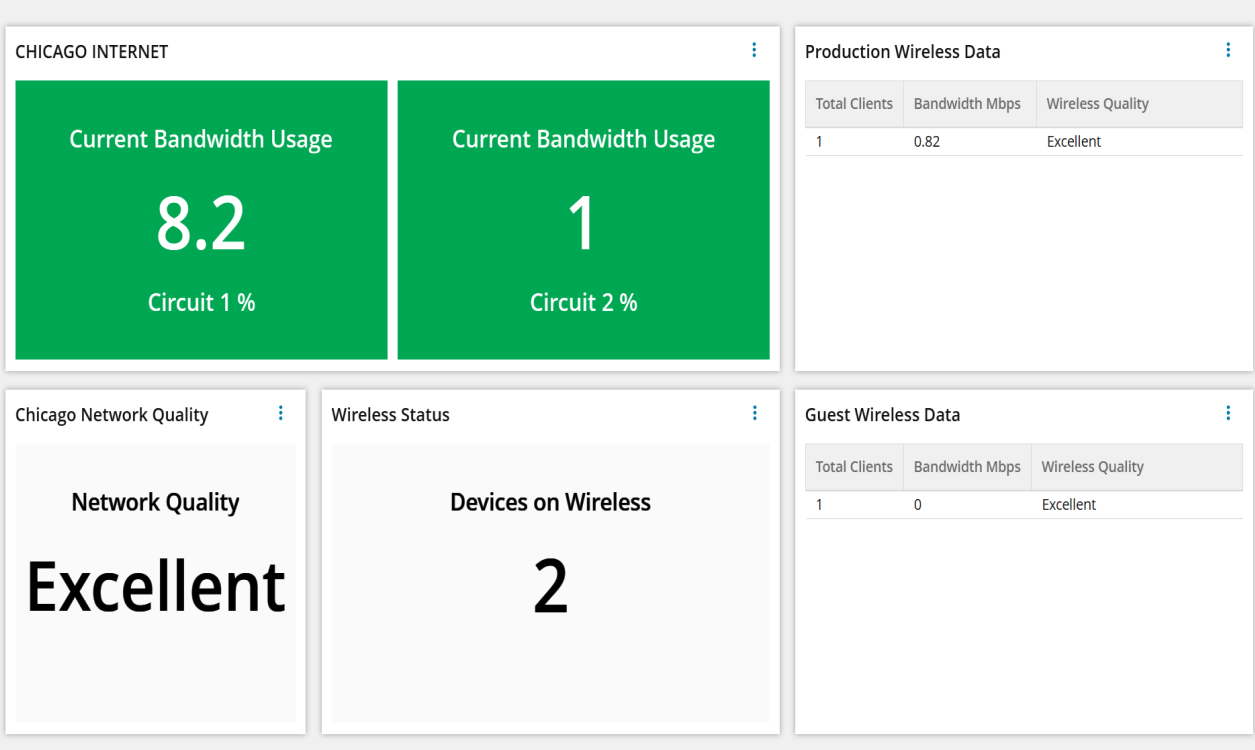 CHICAGO INTERNET
Current Bandwidth Usage
8.2
Circuit 1 %
Current Bandwidth Usage
1
Circuit 2 %
Production Wireless Data
Total Clients Bandwidth Mbps Wireless Quality
1 0.82 Excellent
Chicago Network Quality
Network Quality
Excellent
Wireless Status
Devices on Wireless
2
Guest Wireless Data
Total Clients Bandwidth Mbps Wireless Quality
1 0 Excellent